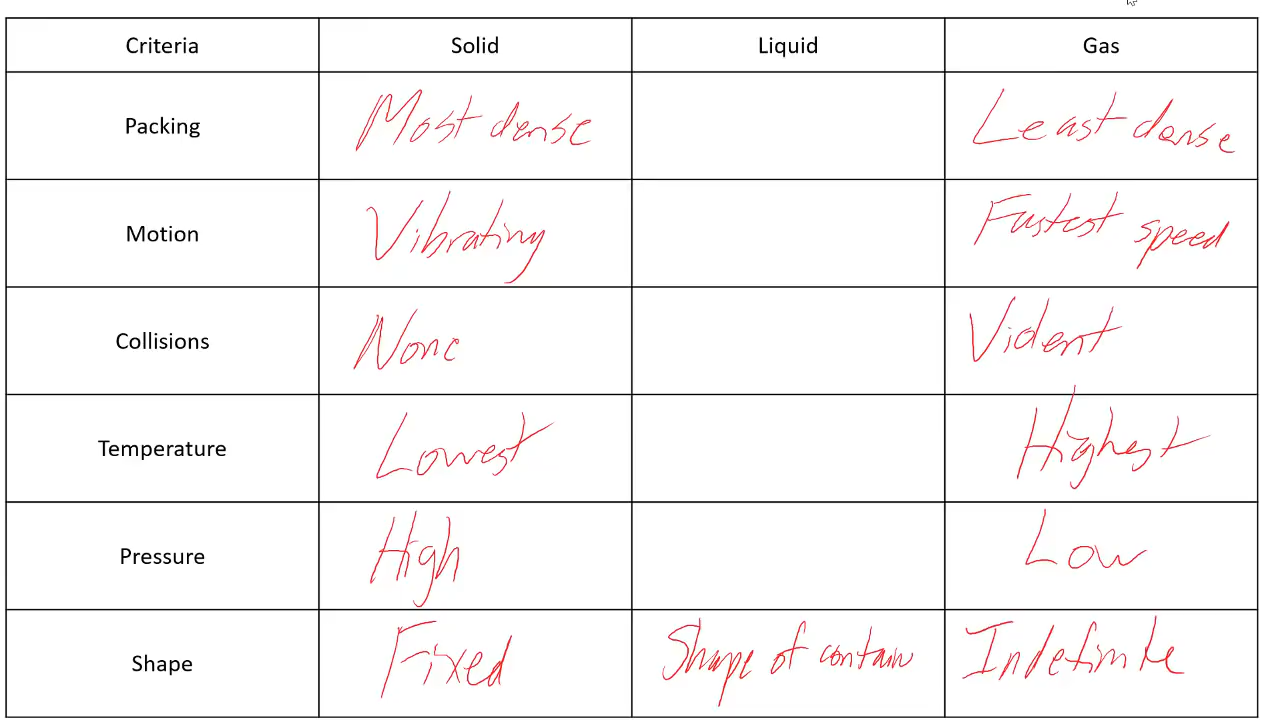 Criteria Solid Liquid Gas
Packing Most dense Least dense
Motion Vibrating Fastest speed
Collisions None Violent
Temperature Lowest Highest
Pressure High Low
Shape Fixed Shape of contain Indefinite